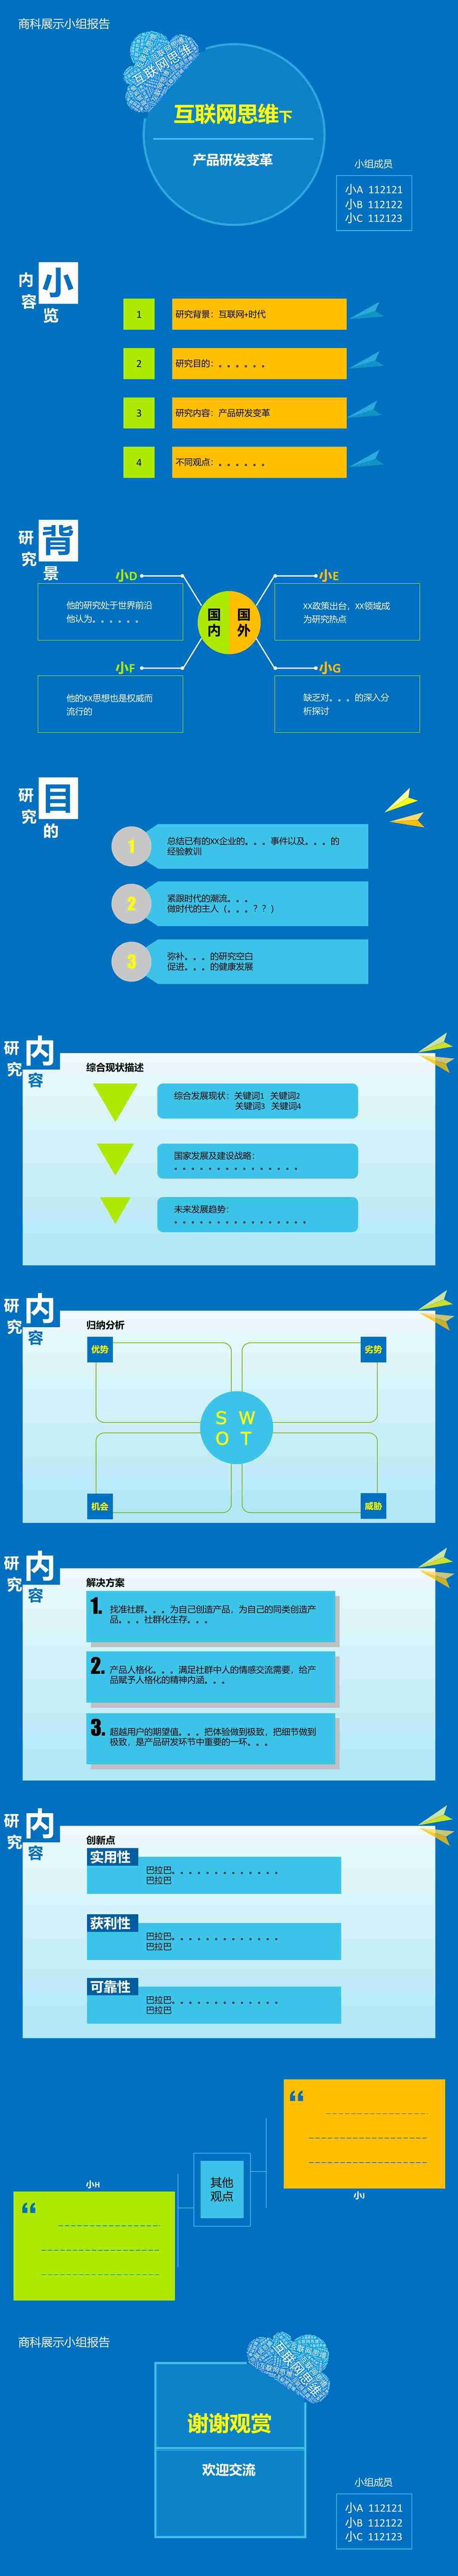 商科展示小组报告
互联网思维
互联网思维下
产品研发变革
小组成员
小A 112121
小B 112122
小C 112123
内容小览
1 研究背景：互联网+时代
2 研究目的：。。。。。。
3 研究内容：产品研发变革
4 不同观点：。。。。。。
研究背景
小D
他的研究处于世界前沿
他认为。。。。。。
小E
XX政策出台，XX领域成
为研究热点
国内
国外
小F
他的XX思想也是权威而
流行的
小G
缺乏对。。。的深入分
析探讨
研究目的
1
总结已有的XX企业的。。。事件以及。。。的
经验教训
2
紧跟时代的潮流。。。
做时代的主人（。。。？？）
3
弥补。。。的研究空白
促进。。。的健康发展
研究内容
综合现状描述
综合发展现状：关键词1 关键词2
关键词3 关键词4
国家发展及建设战略：
。。。。。。。。。。。。。。。
未来发展趋势：
。。。。。。。。。。。。。。。。
研究内容
归纳分析
优势
劣势
S W
O T
机会
威胁
研究内容
解决方案
1. 找准社群。。。为自己创造产品，为自己的同类创造产
品。。。社群化生存。。。
2. 产品人格化。。。满足社群中人的情感交流需要，给产
品赋予人格化的精神内涵。。。
3. 超越用户的期望值。。。把体验做到极致，把细节做到
极致，是产品研发环节中重要的一环。。。
研究内容
创新点
实用性
巴拉巴。。。。。。。。。。。。。
巴拉巴
获利性
巴拉巴。。。。。。。。。。。。。
巴拉巴
可靠性
巴拉巴。。。。。。。。。。。。。
巴拉巴
“
小I
其他
观点
小H
“
商科展示小组报告
互联网思维
谢谢观赏
欢迎交流
小组成员
小A 112121
小B 112122
小C 112123